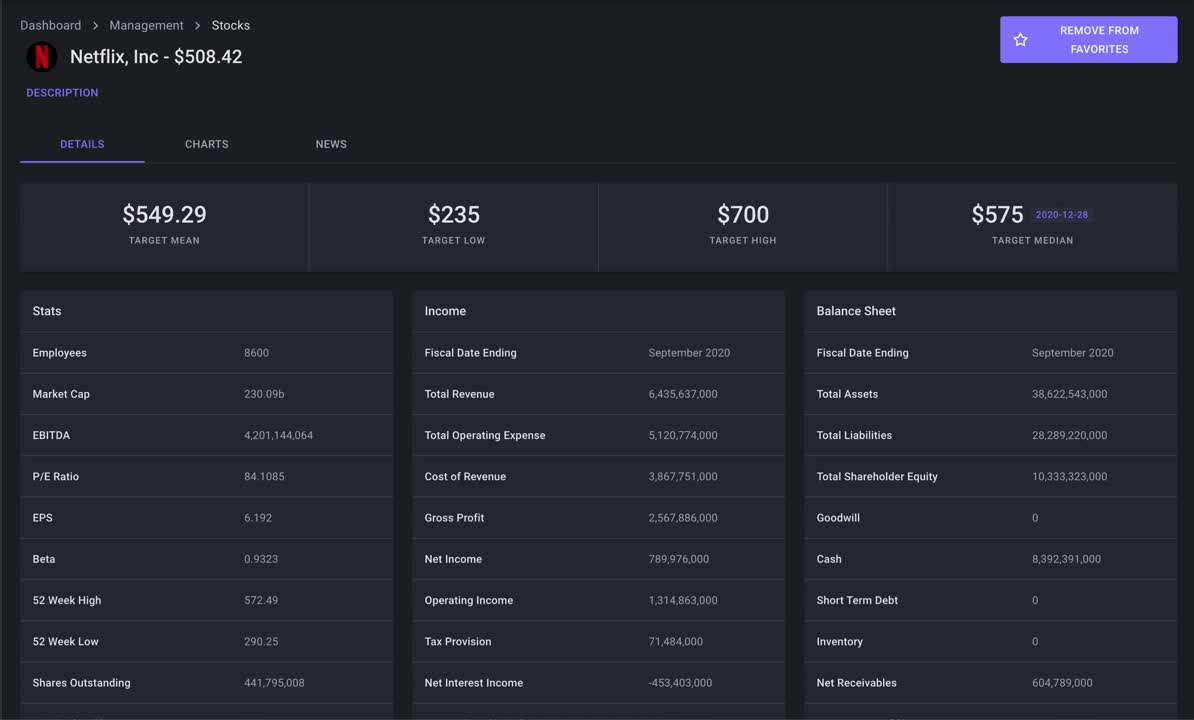 Dashboard > Management > Stocks
N Netflix, Inc - $508.42
REMOVE FROM
FAVORITES
DESCRIPTION
DETAILS CHARTS NEWS
$549.29
TARGET MEAN
$235
TARGET LOW
$700
TARGET HIGH
$575 2020-12-28
TARGET MEDIAN
Stats
Employees 8600
Market Cap 230.09b
EBITDA 4,201,144,064
P/E Ratio 84.1085
EPS 6.192
Beta 0.9323
52 Week High 572.49
52 Week Low 290.25
Shares Outstanding 441,795,008
Income
Fiscal Date Ending September 2020
Total Revenue 6,435,637,000
Total Operating Expense 5,120,774,000
Cost of Revenue 3,867,751,000
Gross Profit 2,567,886,000
Net Income 789,976,000
Operating Income 1,314,863,000
Tax Provision 71,484,000
Net Interest Income -453,403,000
Balance Sheet
Fiscal Date Ending September 2020
Total Assets 38,622,543,000
Total Liabilities 28,289,220,000
Total Shareholder Equity 10,333,323,000
Goodwill 0
Cash 8,392,391,000
Short Term Debt 0
Inventory 0
Net Receivables 604,789,000